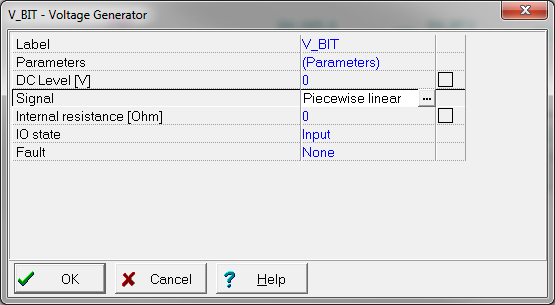 V_BIT - Voltage Generator
Label V_BIT
Parameters (Parameters)
DC Level [V] 0
Signal Piecewise linear ...
Internal resistance [Ohm] 0
IO state Input
Fault None
OK Cancel ? Help